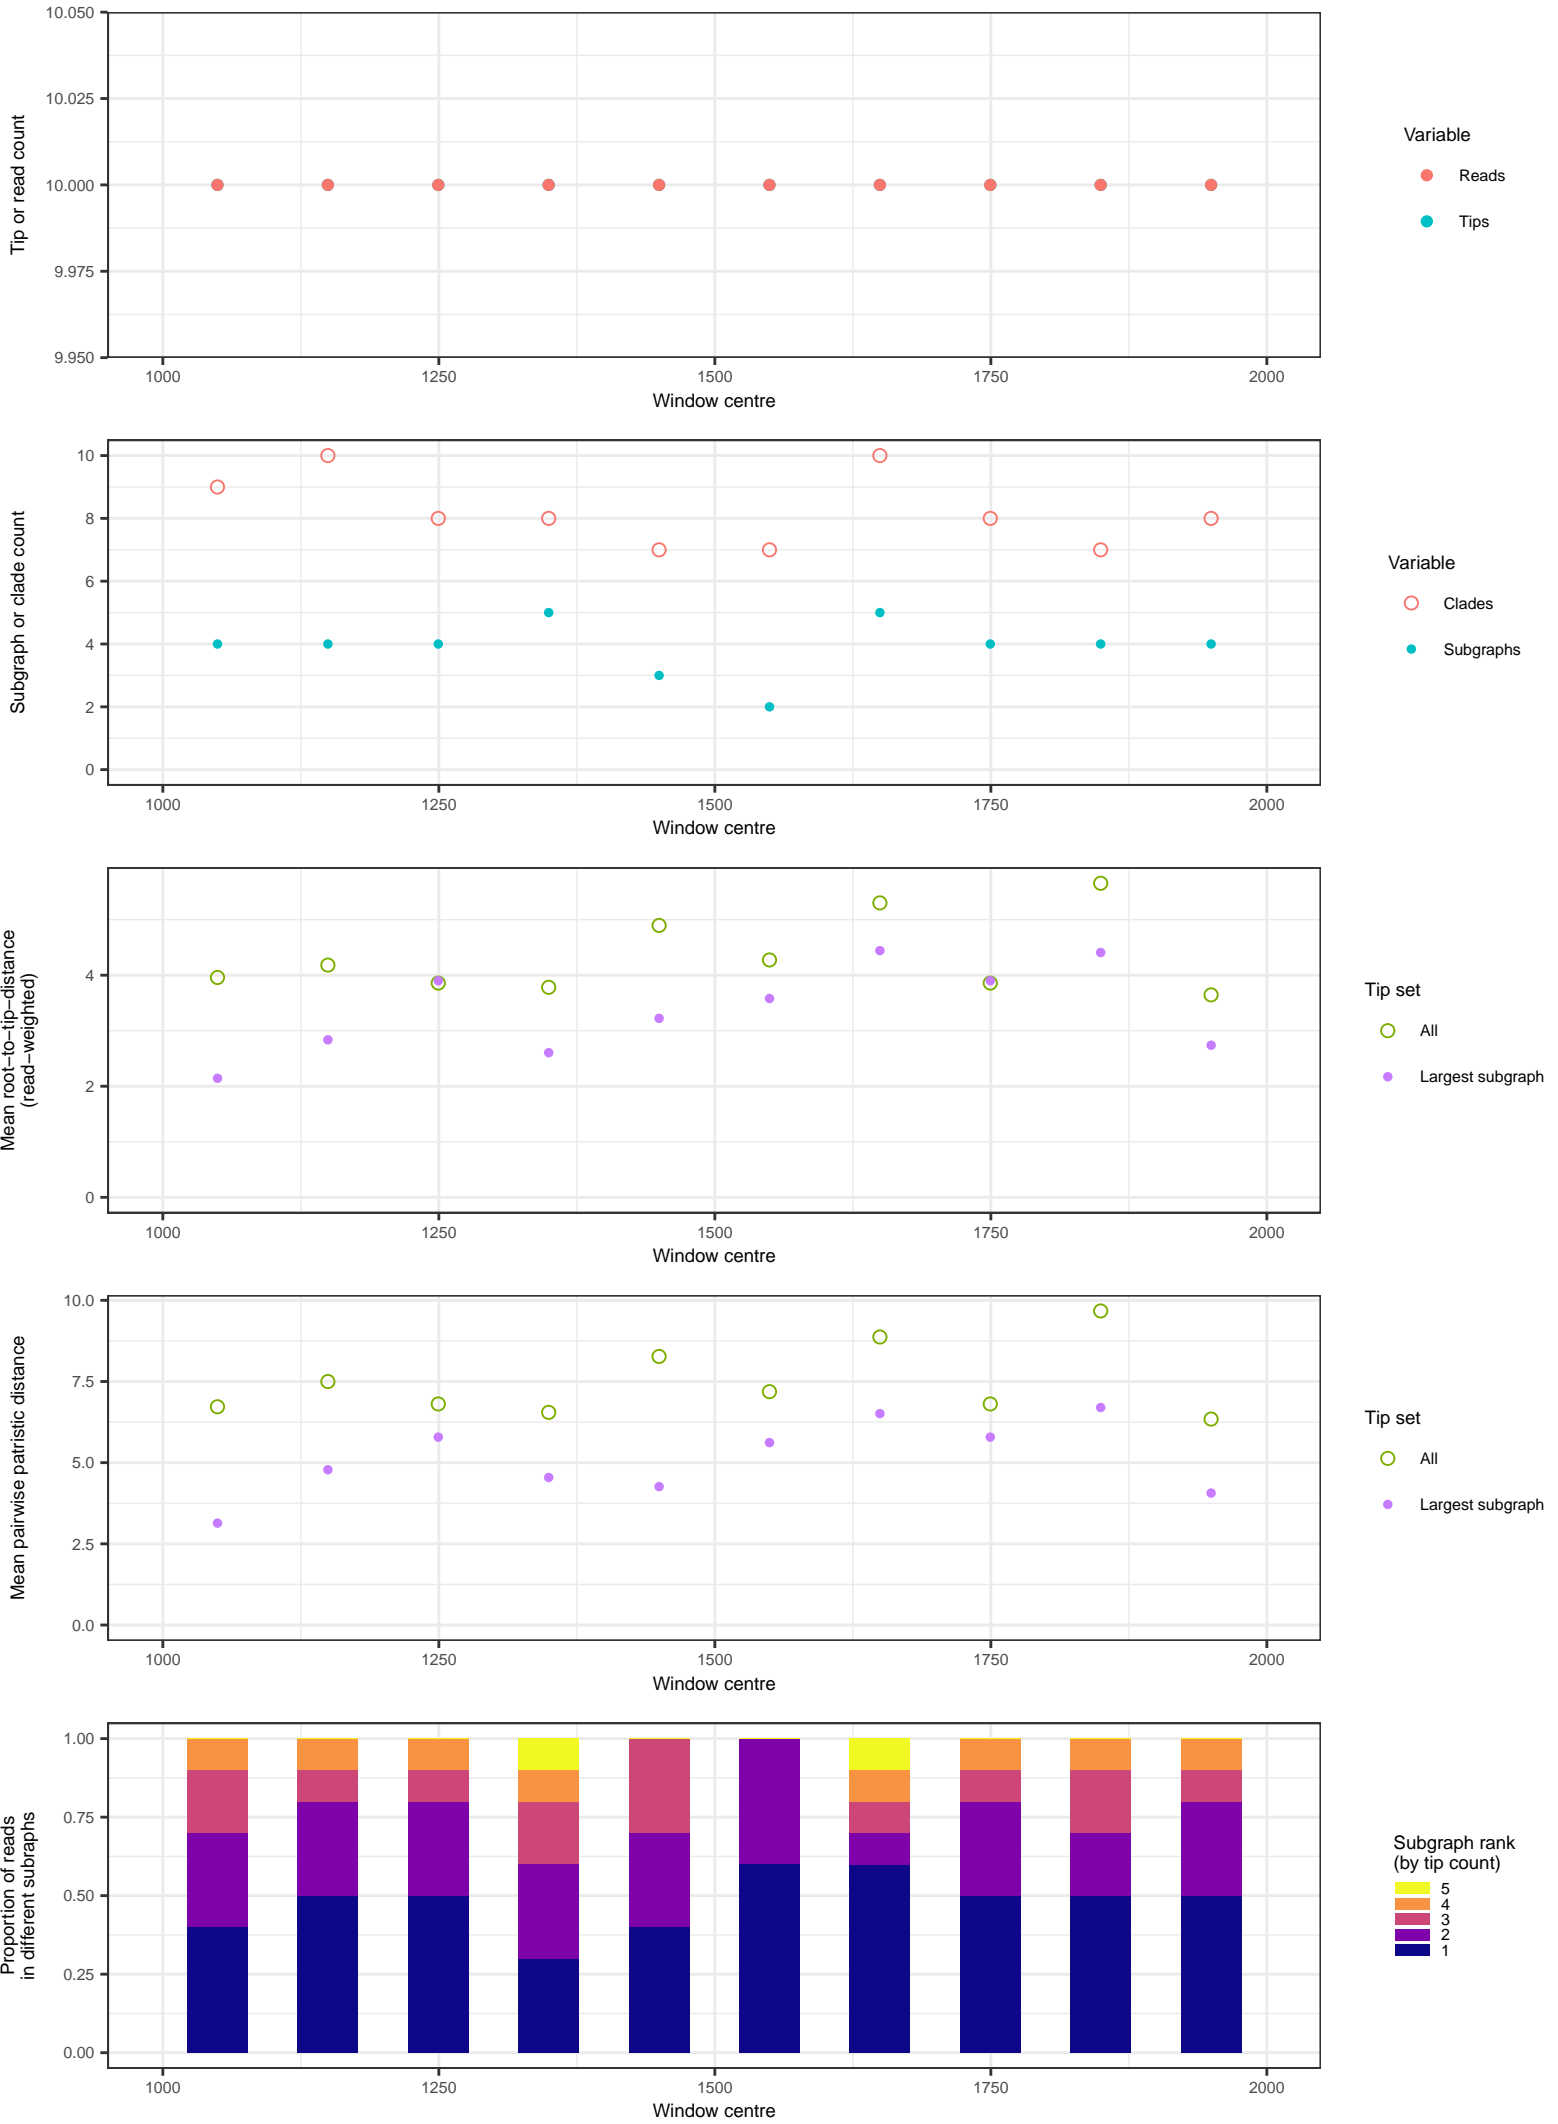 10.050
10.025
10.000
9.975
9.950
Tip or read count
1000 1250 1500 1750 2000
Window centre
Variable
Reads
Tips
10
8
6
4
2
0
Subgraph or clade count
1000 1250 1500 1750 2000
Window centre
Variable
Clades
Subgraphs
4
2
0
Mean root−to−tip−distance
(read−weighted)
1000 1250 1500 1750 2000
Window centre
Tip set
All
Largest subgraph
10.0
7.5
5.0
2.5
0.0
Mean pairwise patristic distance
1000 1250 1500 1750 2000
Window centre
Tip set
All
Largest subgraph
1.00
0.75
0.50
0.25
0.00
Proportion of reads
in different subraphs
1000 1250 1500 1750 2000
Window centre
Subgraph rank
(by tip count)
5
4
3
2
1